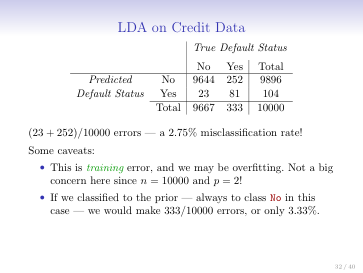 LDA on Credit Data
True Default Status
No Yes Total
Predicted No 9644 252 9896
Default Status Yes 23 81 104
Total 9667 333 10000
(23 + 252)/10000 errors — a 2.75% misclassification rate!
Some caveats:
• This is training error, and we may be overfitting. Not a big
concern here since n = 10000 and p = 2!
• If we classified to the prior — always to class No in this
case — we would make 333/10000 errors, or only 3.33%.
32 / 40